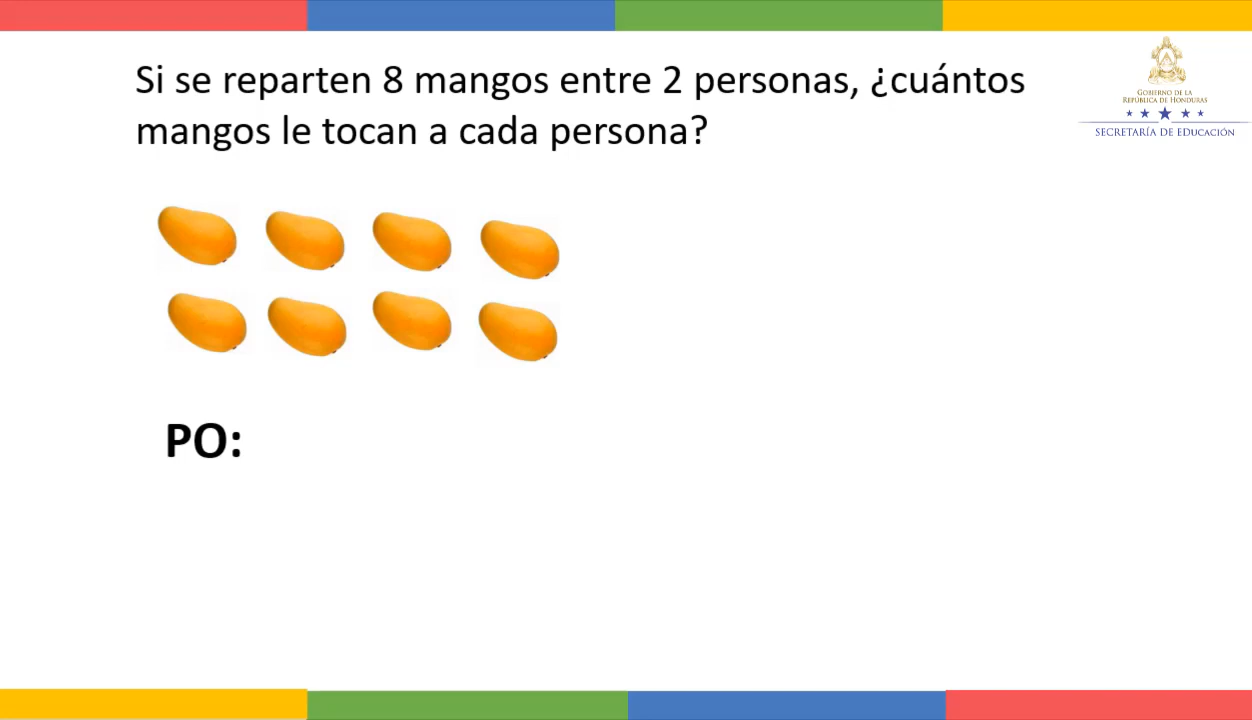 Si se reparten 8 mangos entre 2 personas, ¿cuántos
mangos le tocan a cada persona?
GOBIERNO DE LA
REPÚBLICA DE HONDURAS
SECRETARÍA DE EDUCACIÓN
PO: